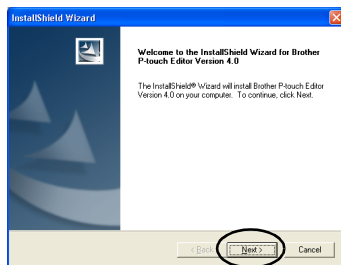 InstallShield Wizard
Welcome to the InstallShield Wizard for Brother
P-touch Editor Version 4.0
The InstallShield® Wizard will install Brother P-touch Editor
Version 4.0 on your computer. To continue, click Next.
< Back
Next >
Cancel